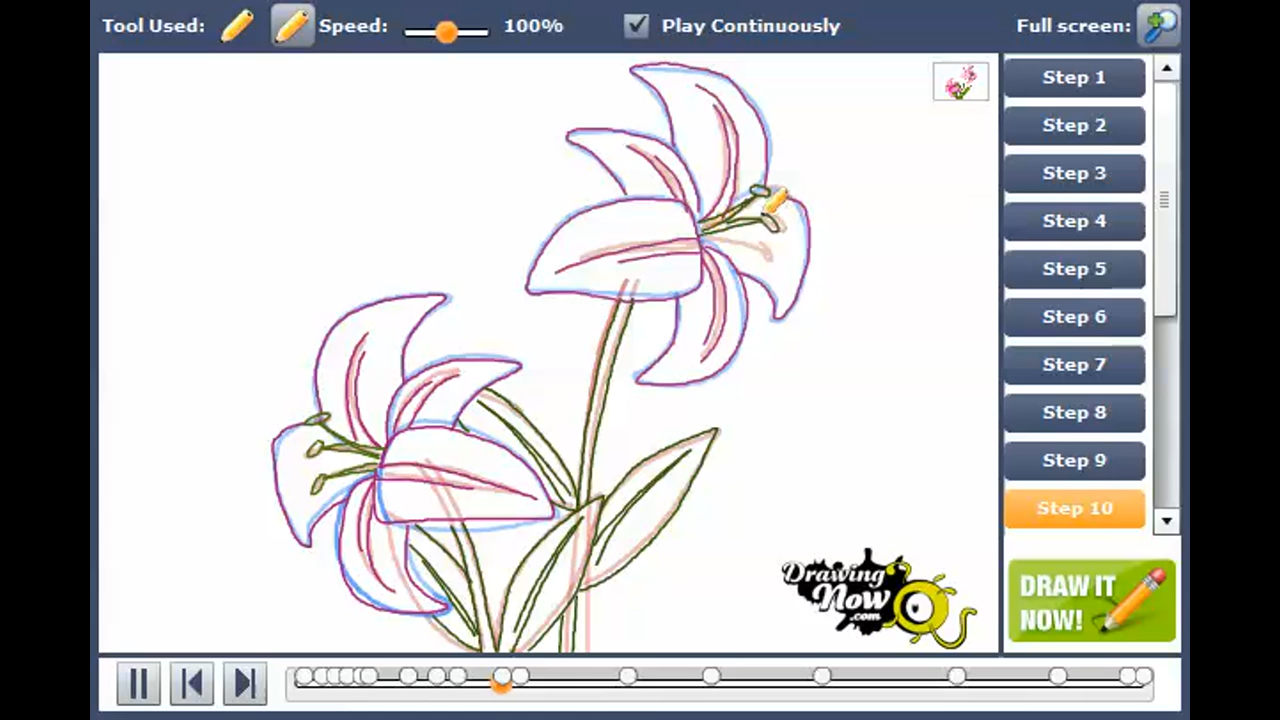 Tool Used:
Speed:
100%
Play Continuously
Full screen:
Step 1
Step 2
Step 3
Step 4
Step 5
Step 6
Step 7
Step 8
Step 9
Step 10
Drawing
Now
.com
DRAW IT
NOW!